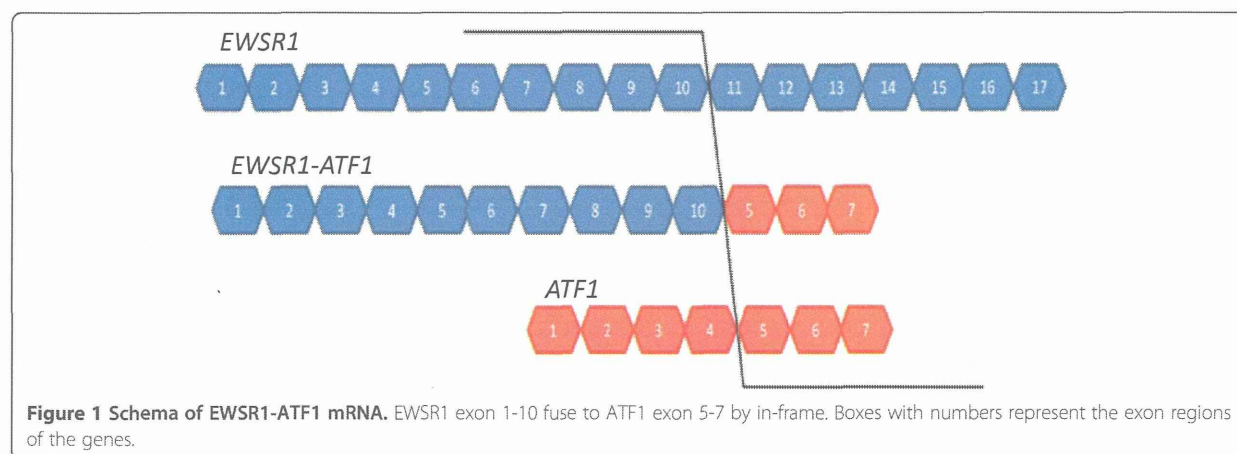 EWSR1
1 2 3 4 5 6 7 8 9 10 11 12 13 14 15 16 17
EWSR1-ATF1
1 2 3 4 5 6 7 8 9 10 5 6 7
ATF1
1 2 3 4 5 6 7
Figure 1 Schema of EWSR1-ATF1 mRNA. EWSR1 exon 1-10 fuse to ATF1 exon 5-7 by in-frame. Boxes with numbers represent the exon regions
of the genes.